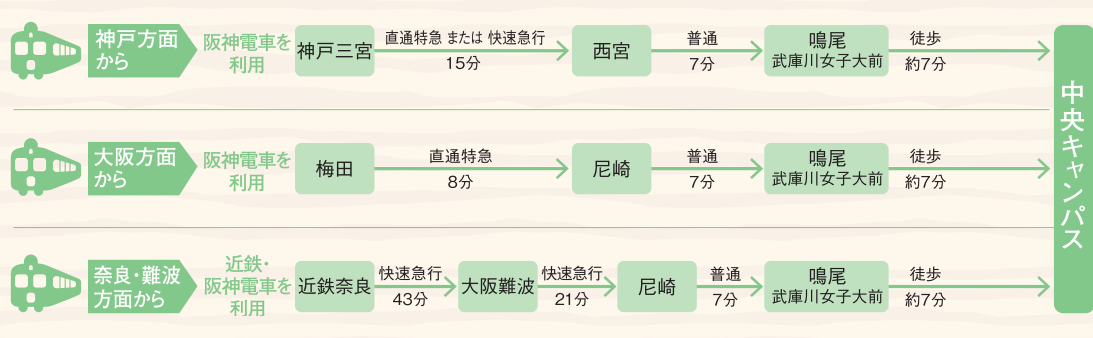 神戸方面
から
阪神電車を
利用
神戸三宮
直通特急 または 快速急行
15分
西宮
普通
7分
鳴尾
武庫川女子大前
徒歩
約7分
大阪方面
から
阪神電車を
利用
梅田
直通特急
8分
尼崎
普通
7分
鳴尾
武庫川女子大前
徒歩
約7分
奈良・難波
方面から
近鉄・
阪神電車を
利用
近鉄奈良
快速急行
43分
大阪難波
快速急行
21分
尼崎
普通
7分
鳴尾
武庫川女子大前
徒歩
約7分
中央キャンパス